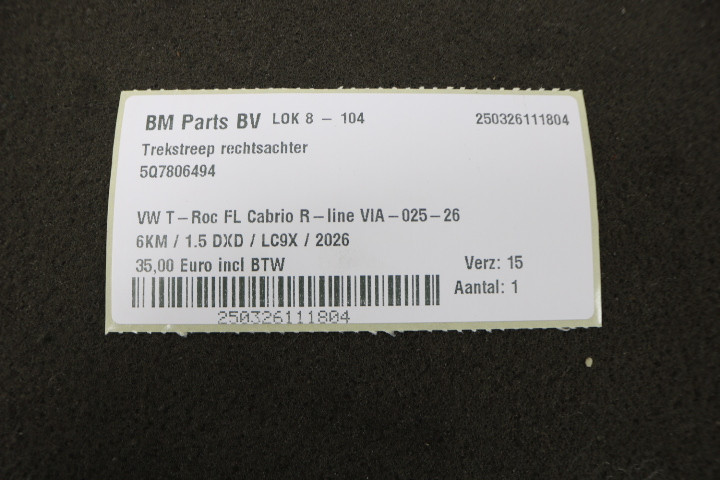 BM Parts BV LOK 8 - 104 250326111804
Trekstreep rechtsachter
5Q7806494
VW T-Roc FL Cabrio R-line VIA-025-26
6KM / 1.5 DXD / LC9X / 2026
35,00 Euro incl BTW Verz: 15
Aantal: 1
250326111804